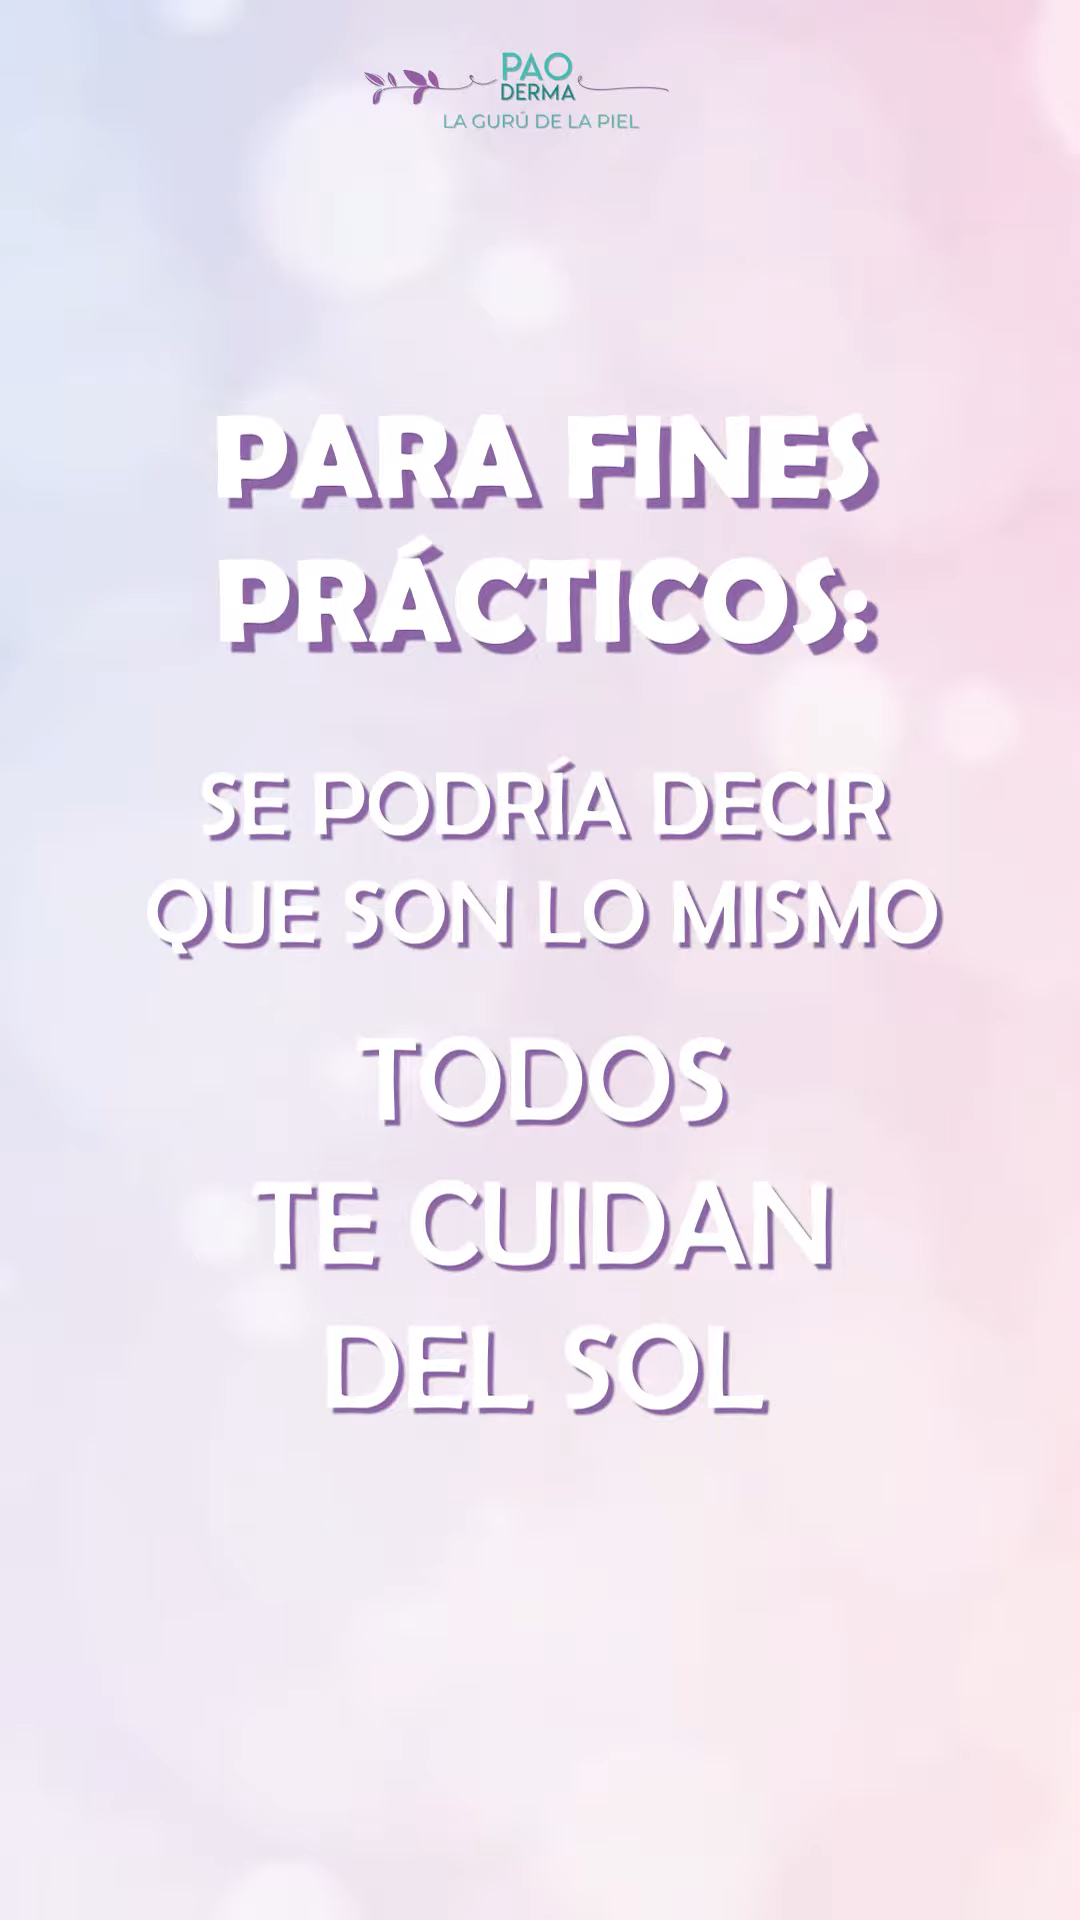 PAO
DERMA
LA GURÚ DE LA PIEL
PARA FINES
PRÁCTICOS:
SE PODRÍA DECIR
QUE SON LO MISMO
TODOS
TE CUIDAN
DEL SOL